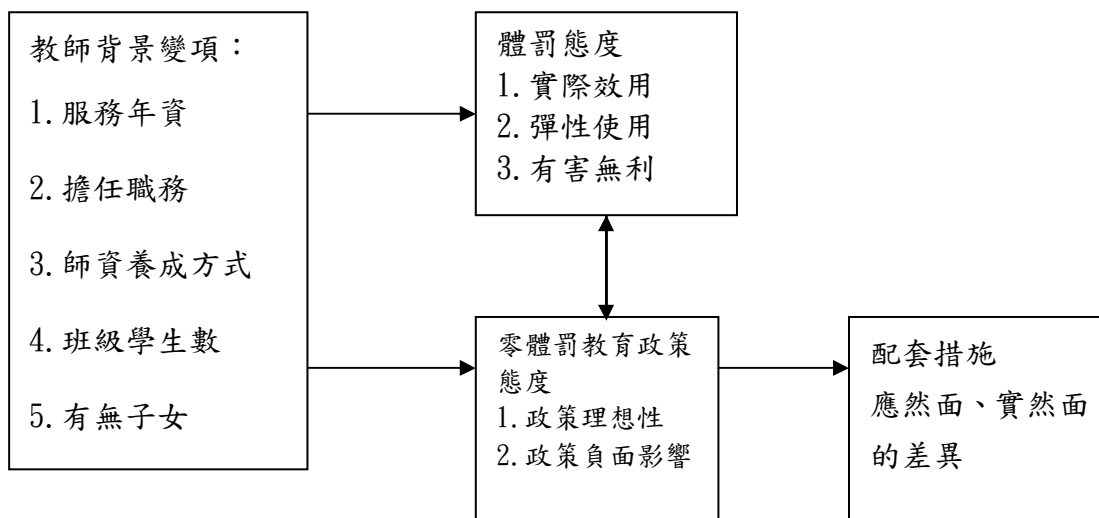 教師背景變項：
1.服務年資
2.擔任職務
3.師資養成方式
4.班級學生數
5.有無子女
體罰態度
1.實際效用
2.彈性使用
3.有害無利
零體罰教育政策
態度
1.政策理想性
2.政策負面影響
配套措施
應然面、實然面
的差異